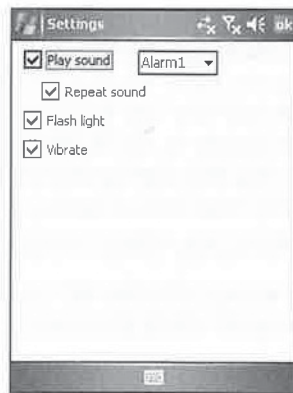 Settings ok
Play sound Alarm1
Repeat sound
Flash light
Vibrate